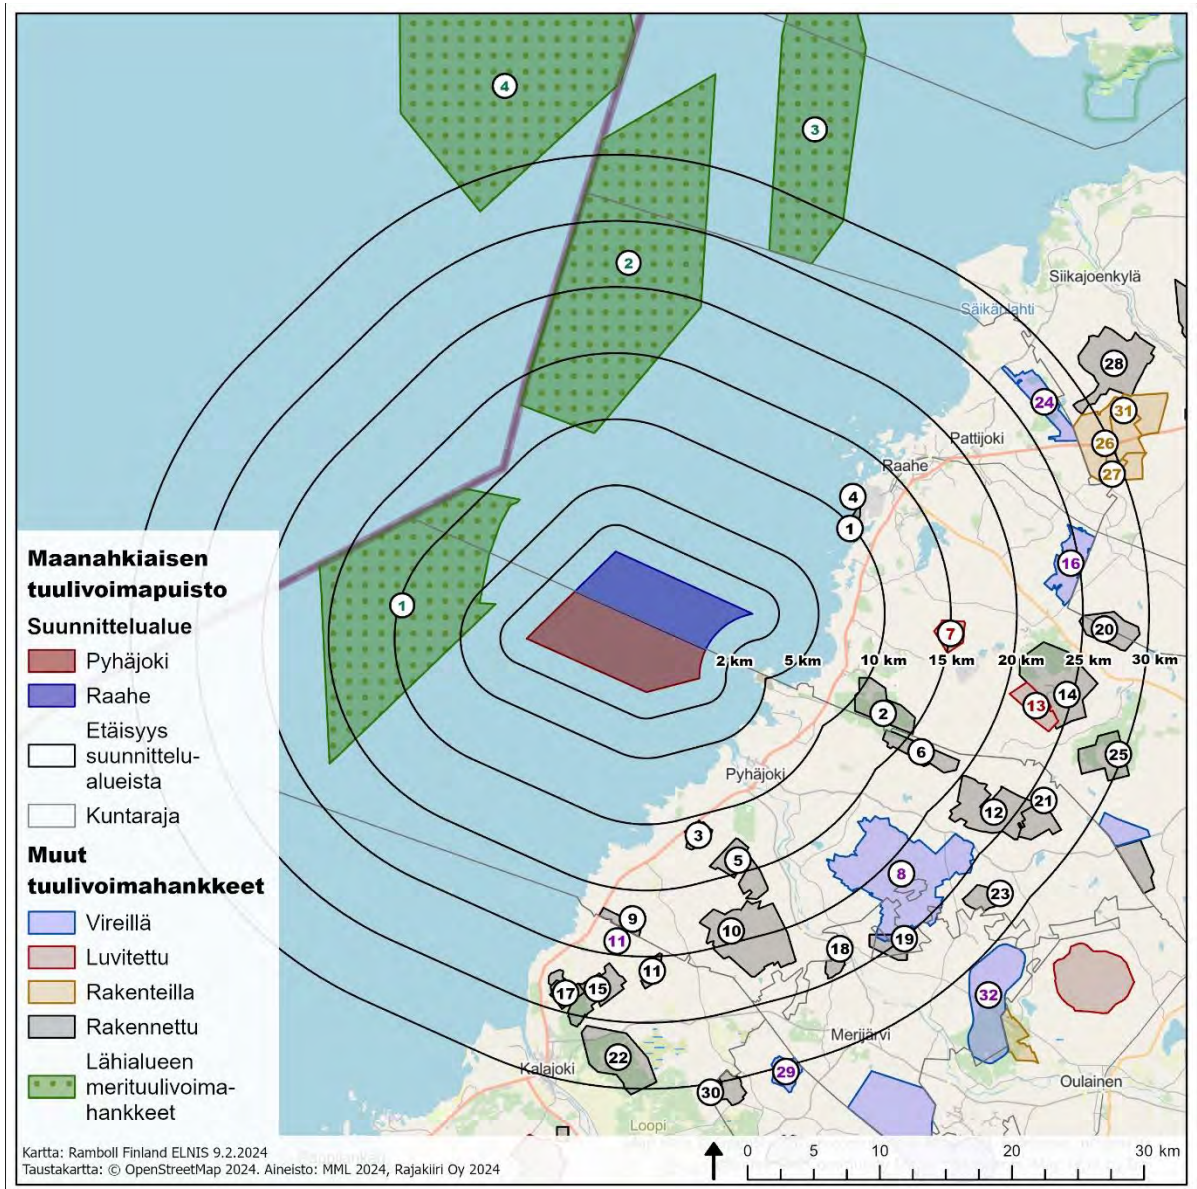 4
3
2
Siikajoenkylä
Säikänlahti
28
24
31
Pattijoki
26
Raahe
27
4
1
16
Maanahkiaisen
tuulivoimapuisto
Suunnittelualue
Pyhäjoki
Raahe
Etäisyys
suunnittelu-
alueista
Kuntaraja
Muut
tuulivoimahankkeet
Vireillä
Luvitettu
Rakenteilla
Rakennettu
Lähialueen
merituulivoima-
hankkeet
1
7
20
2 km
5 km
10 km
15 km
20 km
25 km
30 km
14
13
2
6
25
Pyhäjoki
12
21
3
5
8
23
9
10
11
18
19
11
17
15
32
Merijärvi
22
Kalajoki
29
30
Oulainen
Loopi
Kartta: Ramboll Finland ELNIS 9.2.2024
Taustakartta: © OpenStreetMap 2024. Aineisto: MML 2024, Rajakiiri Oy 2024
0 5 10 20 30 km